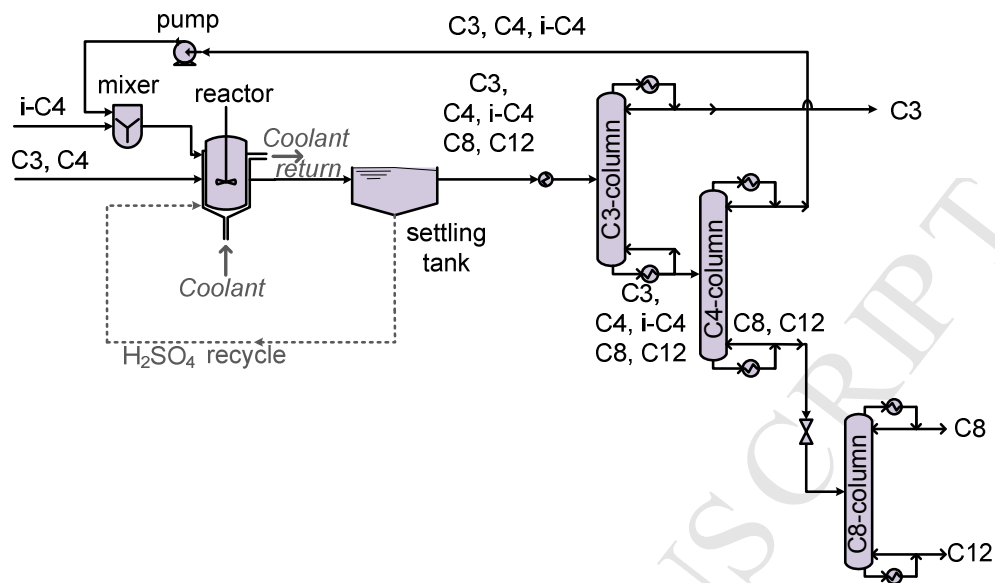 pump
C3, C4, i-C4
mixer
i-C4
reactor
C3,
C4, i-C4
C8, C12
C3
C3, C4
Coolant
return
C3-column
settling
tank
Coolant
C4-column
C3,
C4, i-C4
C8, C12
C8, C12
H₂SO₄ recycle
C8
C8-column
C12